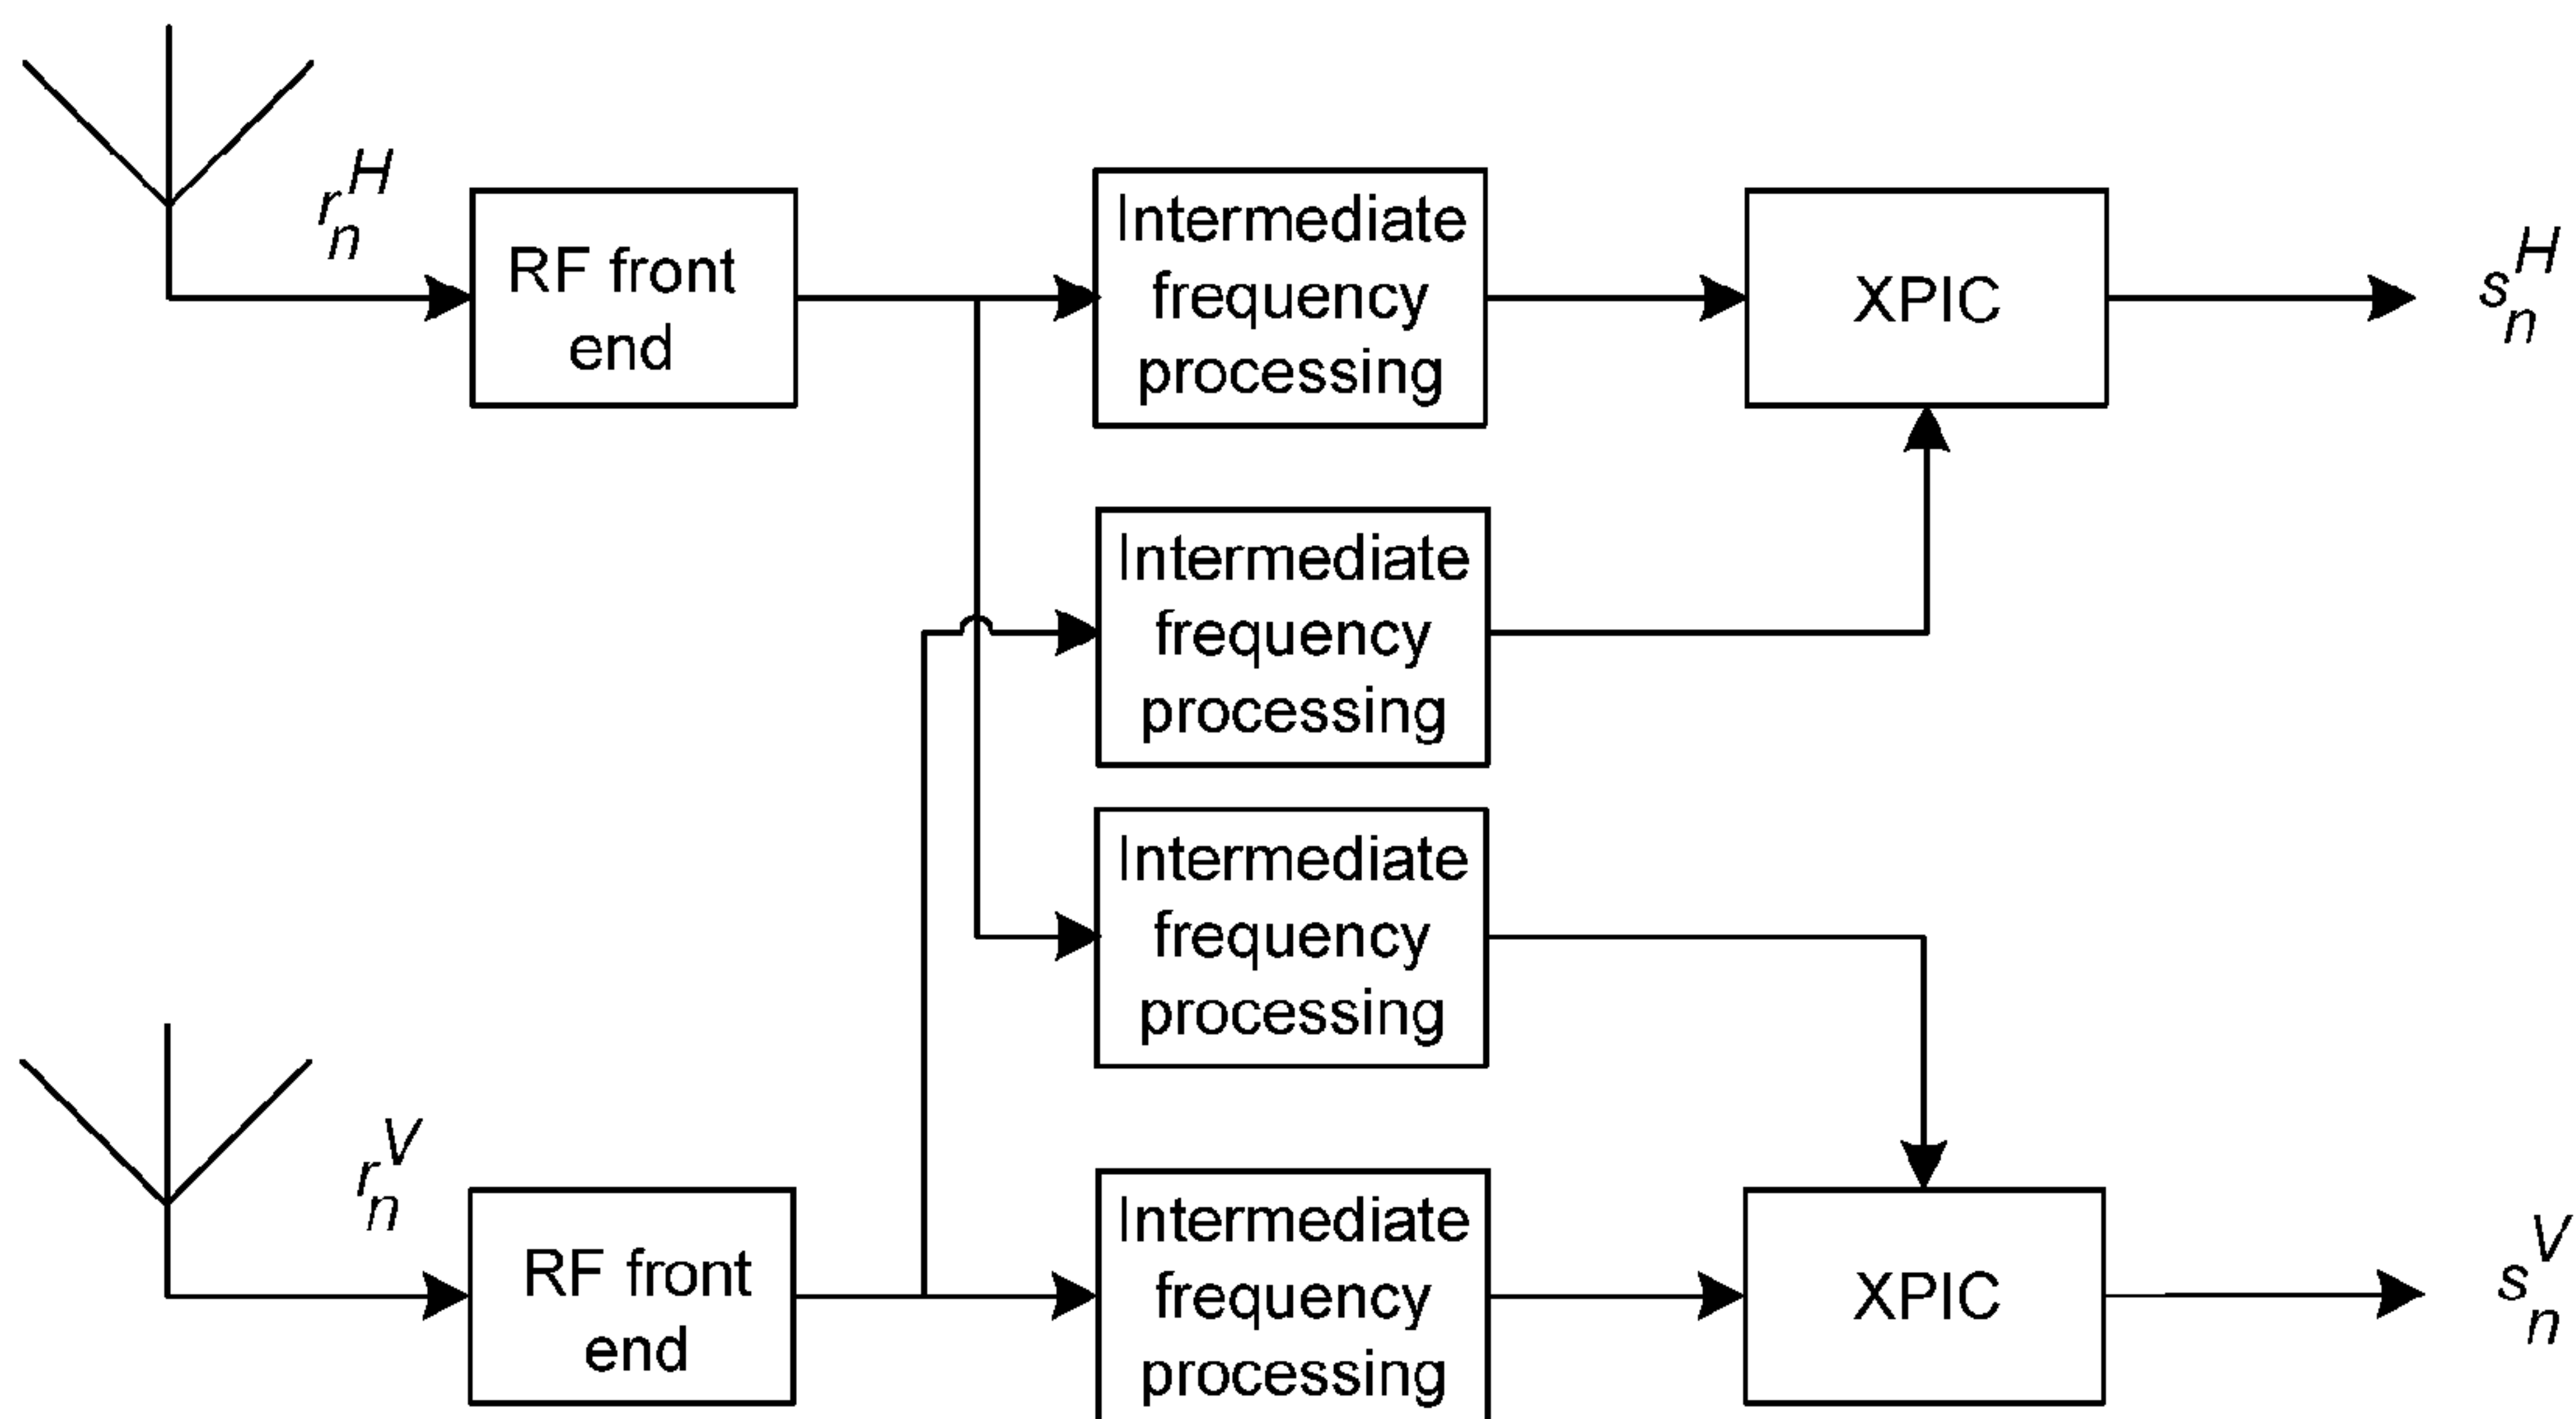 r_n^H
RF front
end
Intermediate
frequency
processing
XPIC
s_n^H
Intermediate
frequency
processing
Intermediate
frequency
processing
r_n^V
RF front
end
Intermediate
frequency
processing
XPIC
s_n^V